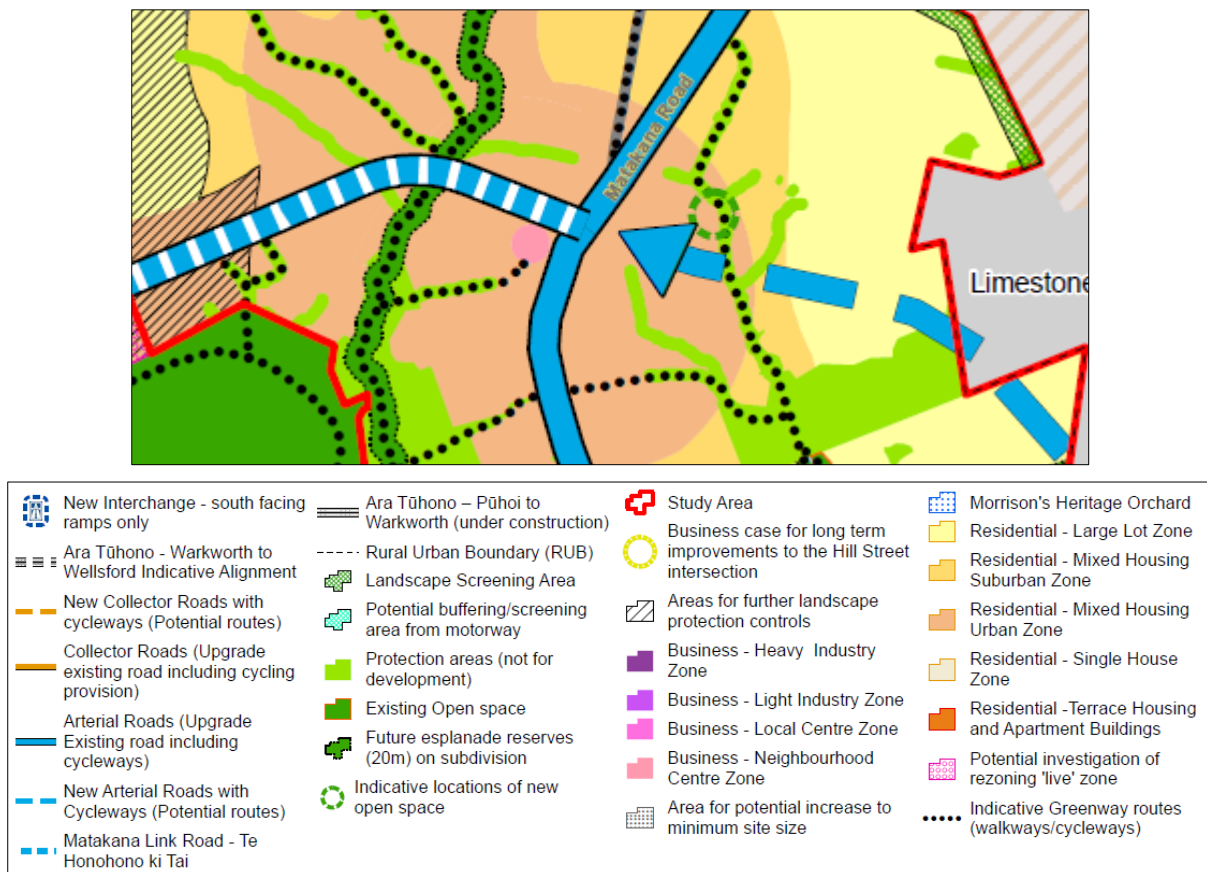 Matakana Road
Limestone
New Interchange - south facing
ramps only
Ara Tūhono - Warkworth to
Wellsford Indicative Alignment
New Collector Roads with
cycleways (Potential routes)
Collector Roads (Upgrade
existing road including cycling
provision)
Arterial Roads (Upgrade
Existing road including
cycleways)
New Arterial Roads with
Cycleways (Potential routes)
Matakana Link Road - Te
Honohono ki Tai
Ara Tūhono – Pūhoi to
Warkworth (under construction)
Rural Urban Boundary (RUB)
Landscape Screening Area
Potential buffering/screening
area from motorway
Protection areas (not for
development)
Existing Open space
Future esplanade reserves
(20m) on subdivision
Indicative locations of new
open space
Study Area
Business case for long term
improvements to the Hill Street
intersection
Areas for further landscape
protection controls
Business - Heavy Industry
Zone
Business - Light Industry Zone
Business - Local Centre Zone
Business - Neighbourhood
Centre Zone
Area for potential increase to
minimum site size
Morrison's Heritage Orchard
Residential - Large Lot Zone
Residential - Mixed Housing
Suburban Zone
Residential - Mixed Housing
Urban Zone
Residential - Single House
Zone
Residential -Terrace Housing
and Apartment Buildings
Potential investigation of
rezoning 'live' zone
Indicative Greenway routes
(walkways/cycleways)